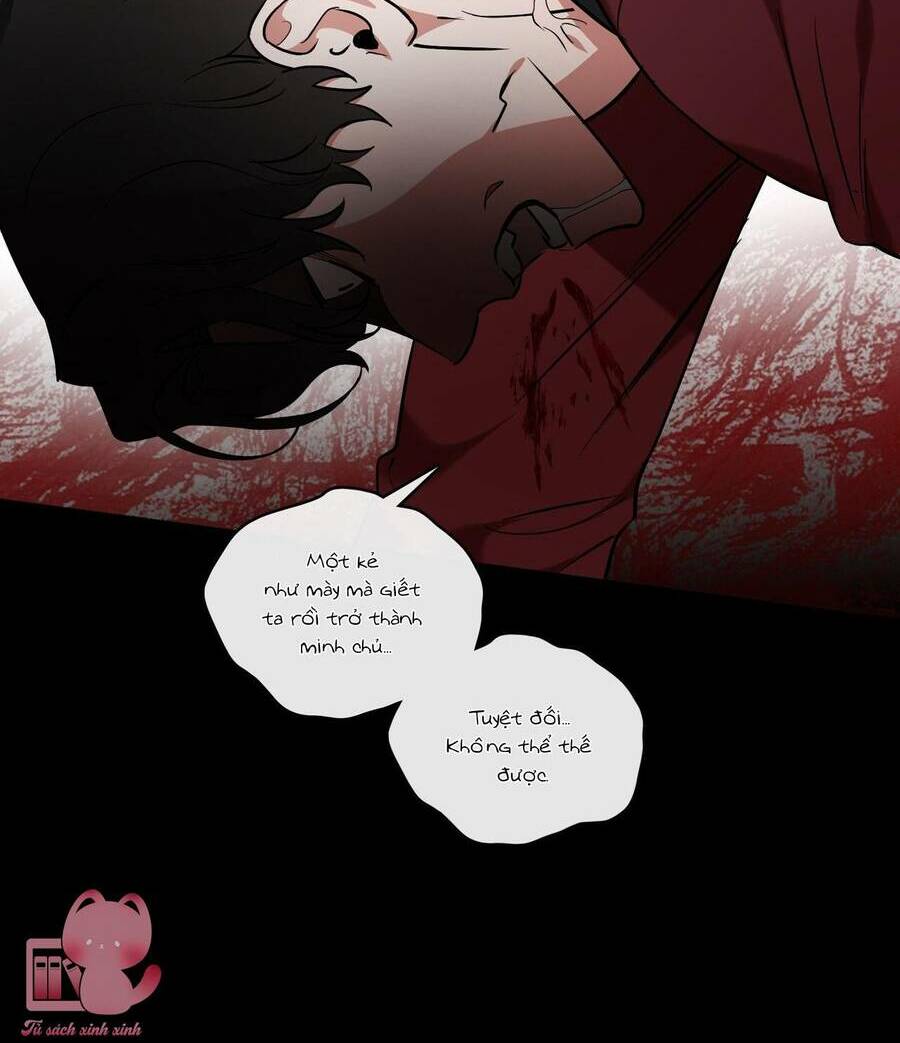 Một kẻ
như mày mà giết
ta rồi trở thành
minh chủ...
Tuyệt đối...
Không thể thế
được
Tủ sách xinh xinh